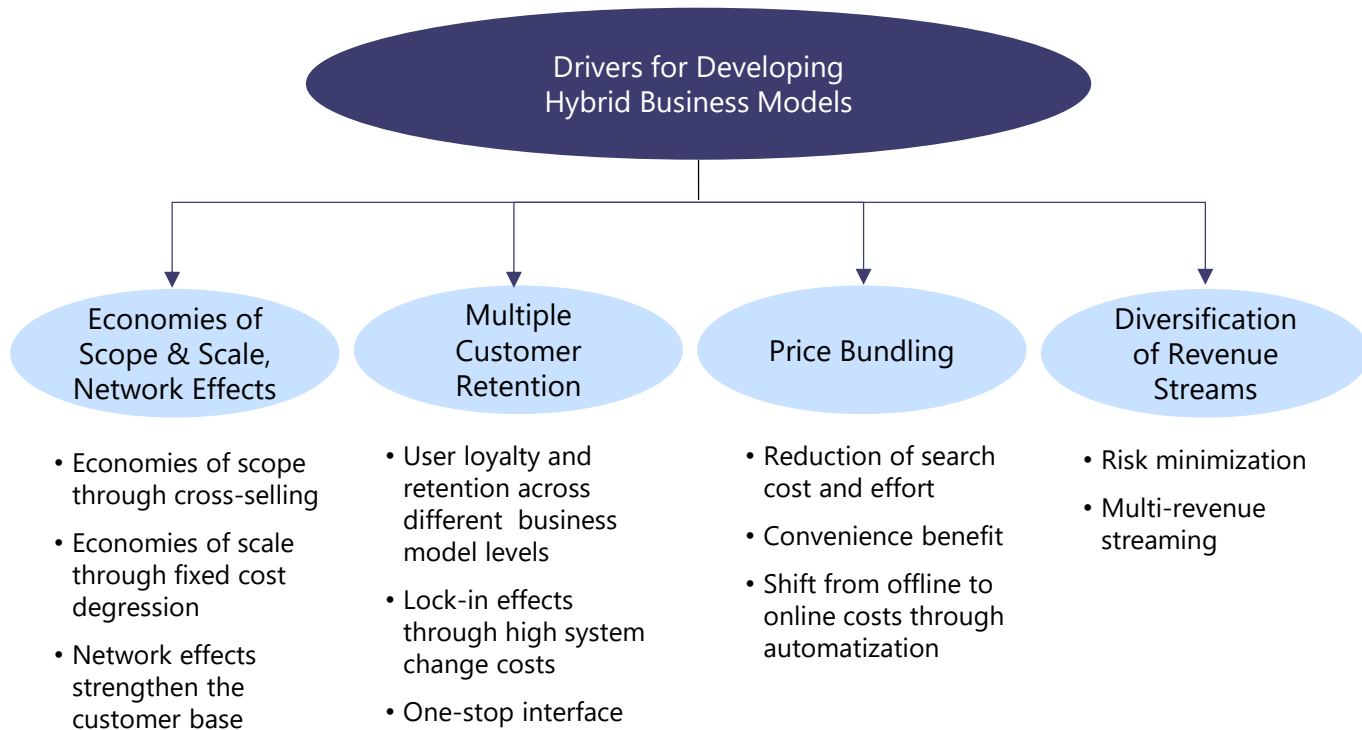 Drivers for Developing
Hybrid Business Models
Economies of
Scope & Scale,
Network Effects
• Economies of scope
through cross-selling
• Economies of scale
through fixed cost
degression
• Network effects
strengthen the
customer base
Multiple
Customer
Retention
• User loyalty and
retention across
different business
model levels
• Lock-in effects
through high system
change costs
• One-stop interface
Price Bundling
• Reduction of search
cost and effort
• Convenience benefit
• Shift from offline to
online costs through
automatization
Diversification
of Revenue
Streams
• Risk minimization
• Multi-revenue
streaming